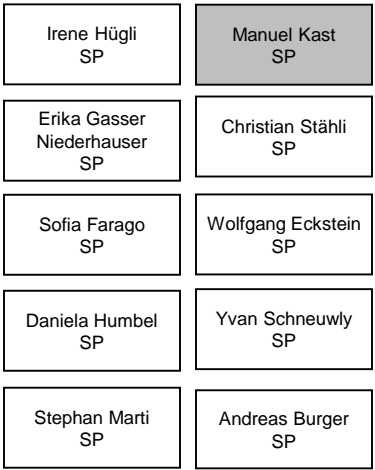 Irene Hügli
SP
Manuel Kast
SP
Erika Gasser
Niederhauser
SP
Christian Stähli
SP
Sofia Farago
SP
Wolfgang Eckstein
SP
Daniela Humbel
SP
Yvan Schneuwly
SP
Stephan Marti
SP
Andreas Burger
SP